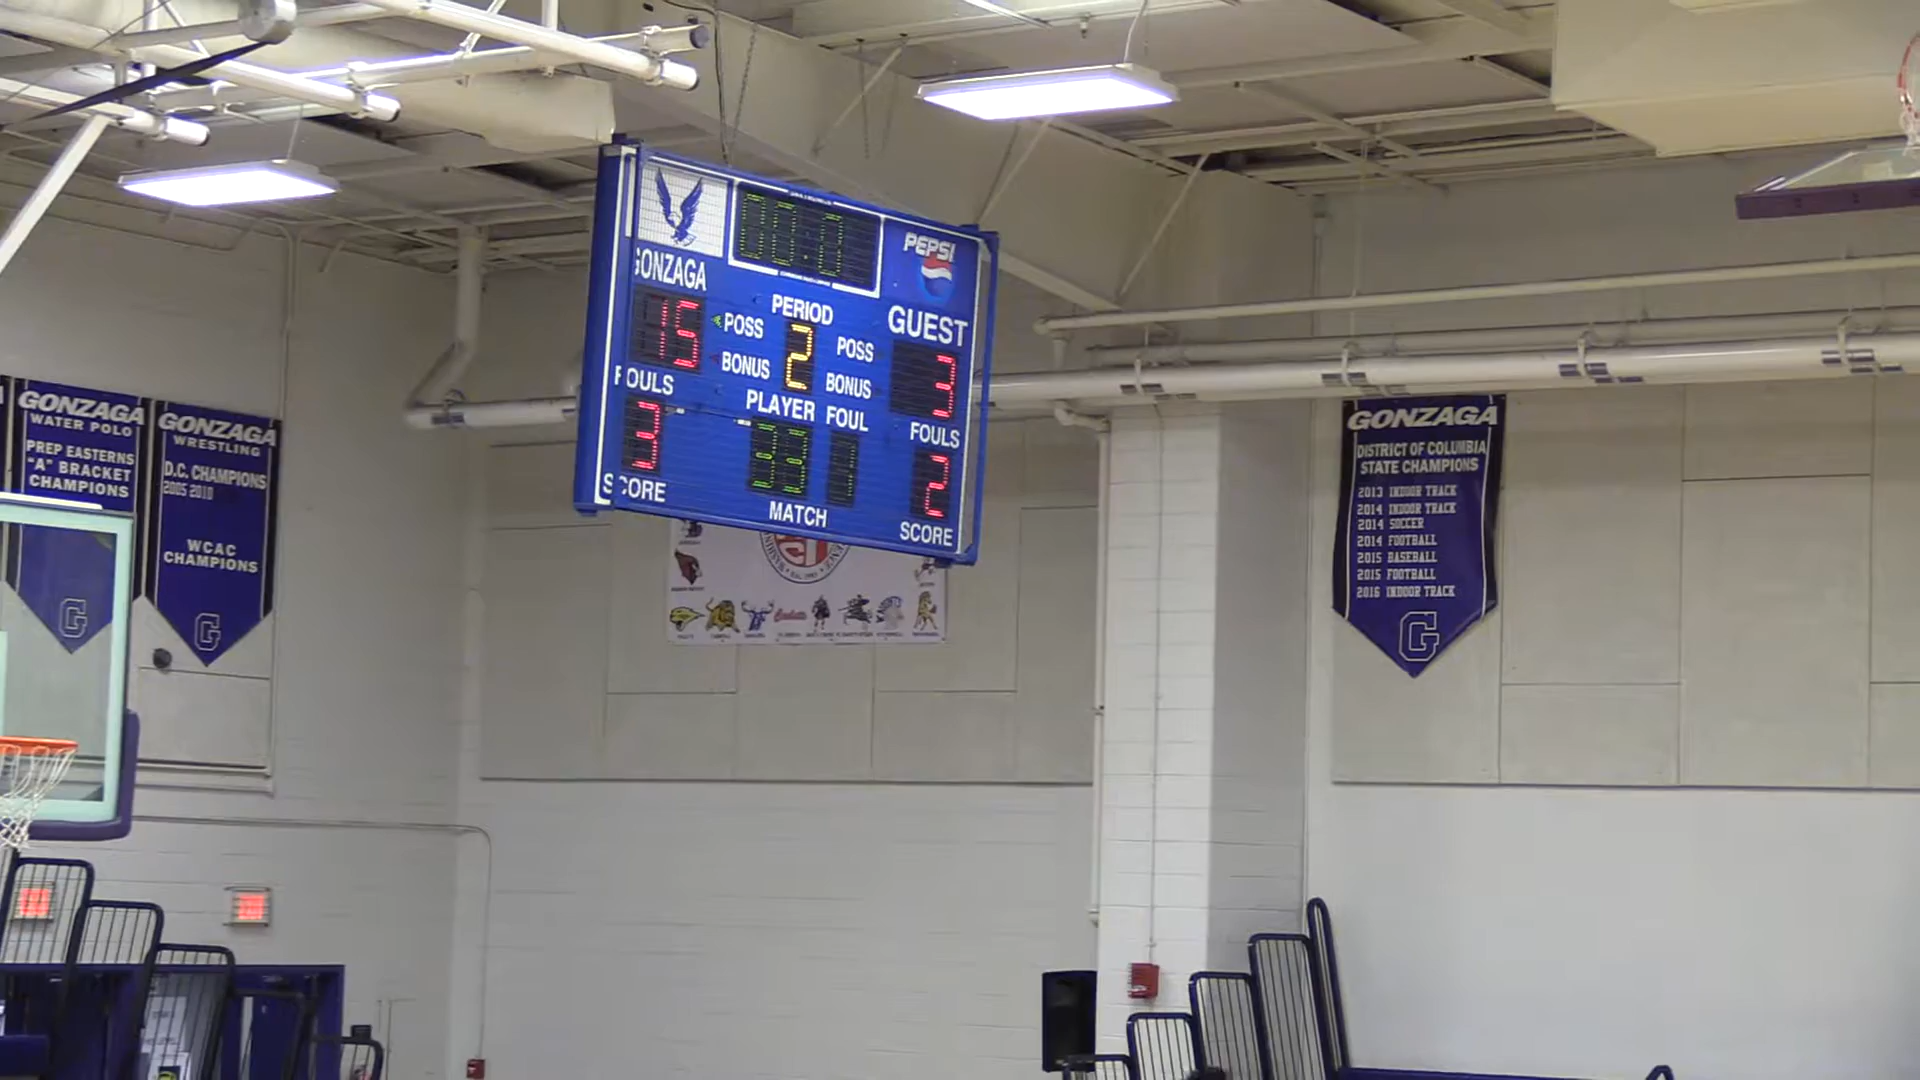 00.0
PEPSI
GONZAGA
GUEST
15
POSS
PERIOD
2
POSS
3
BONUS
BONUS
FOULS
PLAYER FOUL
FOULS
3
33
1
2
SCORE
MATCH
SCORE
GONZAGA
WATER POLO
PREP EASTERNS
"A" BRACKET
CHAMPIONS
G
GONZAGA
WRESTLING
D.C. CHAMPIONS
2005 2010
WCAC
CHAMPIONS
G
GONZAGA
DISTRICT OF COLUMBIA
STATE CHAMPIONS
2013 INDOOR TRACK
2014 INDOOR TRACK
2014 SOCCER
2014 FOOTBALL
2015 BASEBALL
2015 FOOTBALL
2016 INDOOR TRACK
G